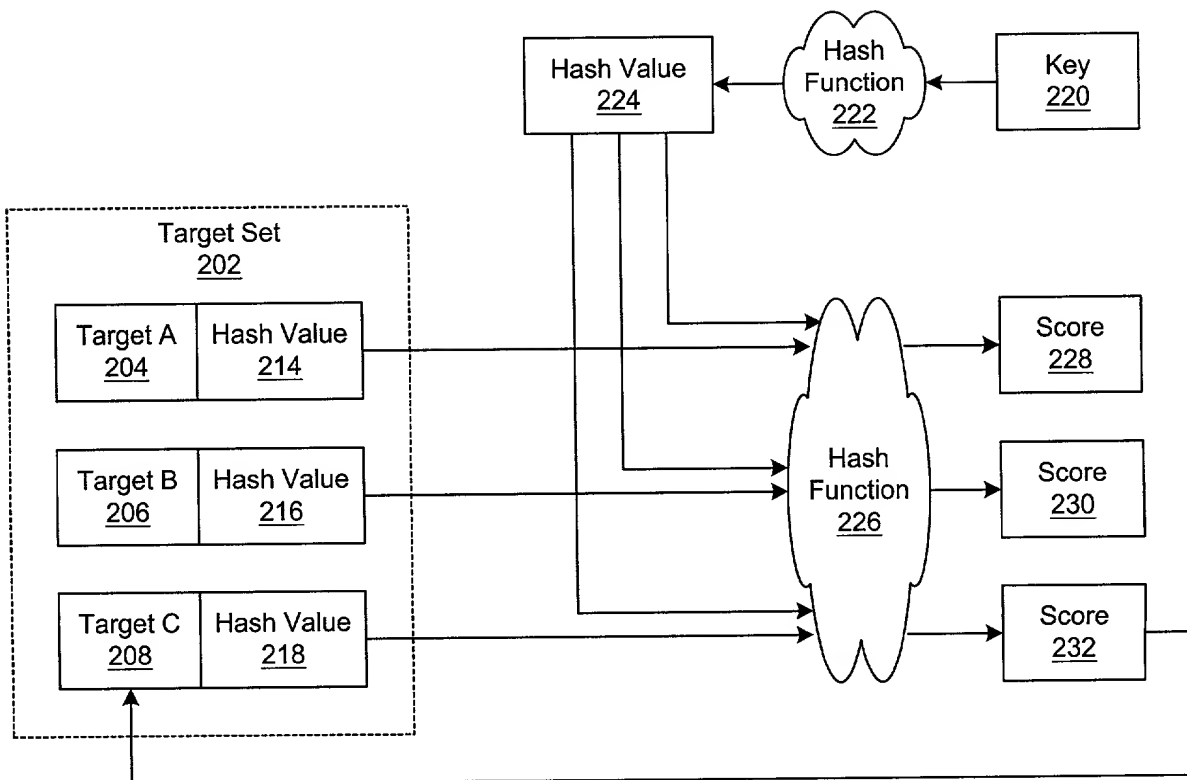 Hash Value
224
Hash
Function
222
Key
220
Target Set
202
Target A
204
Hash Value
214
Score
228
Target B
206
Hash Value
216
Hash
Function
226
Score
230
Target C
208
Hash Value
218
Score
232